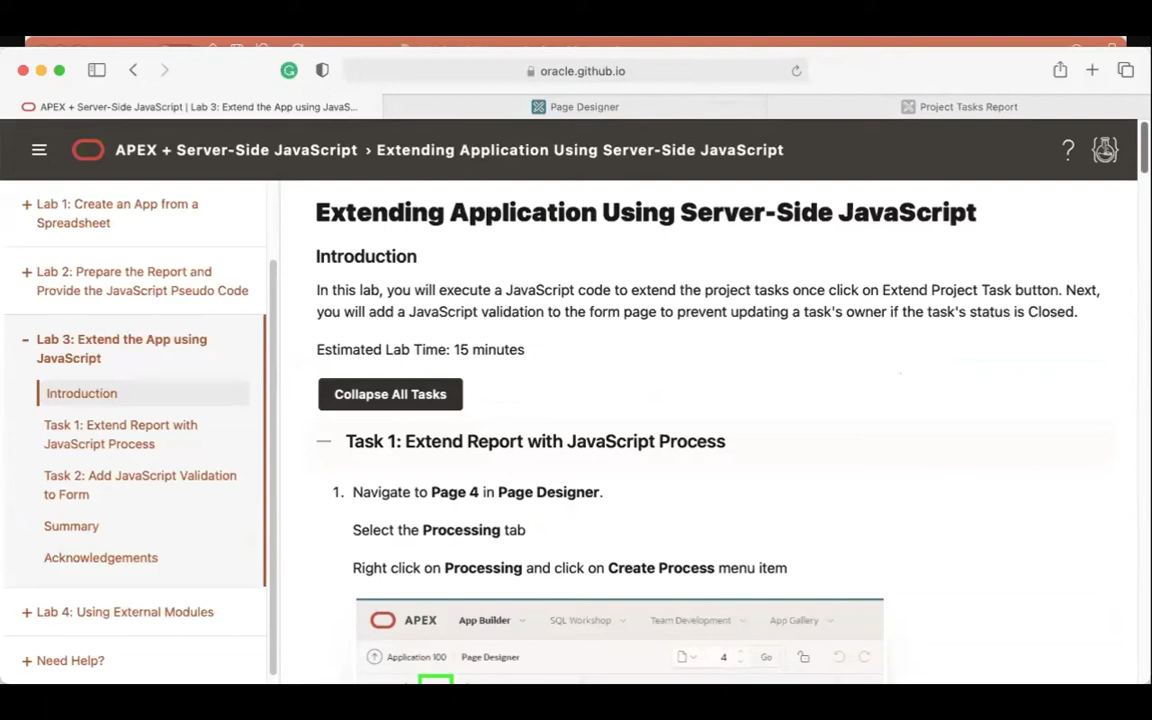 oracle.github.io
APEX + Server-Side JavaScript | Lab 3: Extend the App using JavaS...
Page Designer
Project Tasks Report
APEX + Server-Side JavaScript › Extending Application Using Server-Side JavaScript
?
+ Lab 1: Create an App from a
Spreadsheet
+ Lab 2: Prepare the Report and
Provide the JavaScript Pseudo Code
- Lab 3: Extend the App using
JavaScript
Introduction
Task 1: Extend Report with
JavaScript Process
Task 2: Add JavaScript Validation
to Form
Summary
Acknowledgements
+ Lab 4: Using External Modules
+ Need Help?
Extending Application Using Server-Side JavaScript
Introduction
In this lab, you will execute a JavaScript code to extend the project tasks once click on Extend Project Task button. Next,
you will add a JavaScript validation to the form page to prevent updating a task's owner if the task's status is Closed.
Estimated Lab Time: 15 minutes
Collapse All Tasks
— Task 1: Extend Report with JavaScript Process
1. Navigate to Page 4 in Page Designer.
Select the Processing tab
Right click on Processing and click on Create Process menu item
APEX App Builder SQL Workshop Team Development App Gallery
Application 100 Page Designer 4 Go